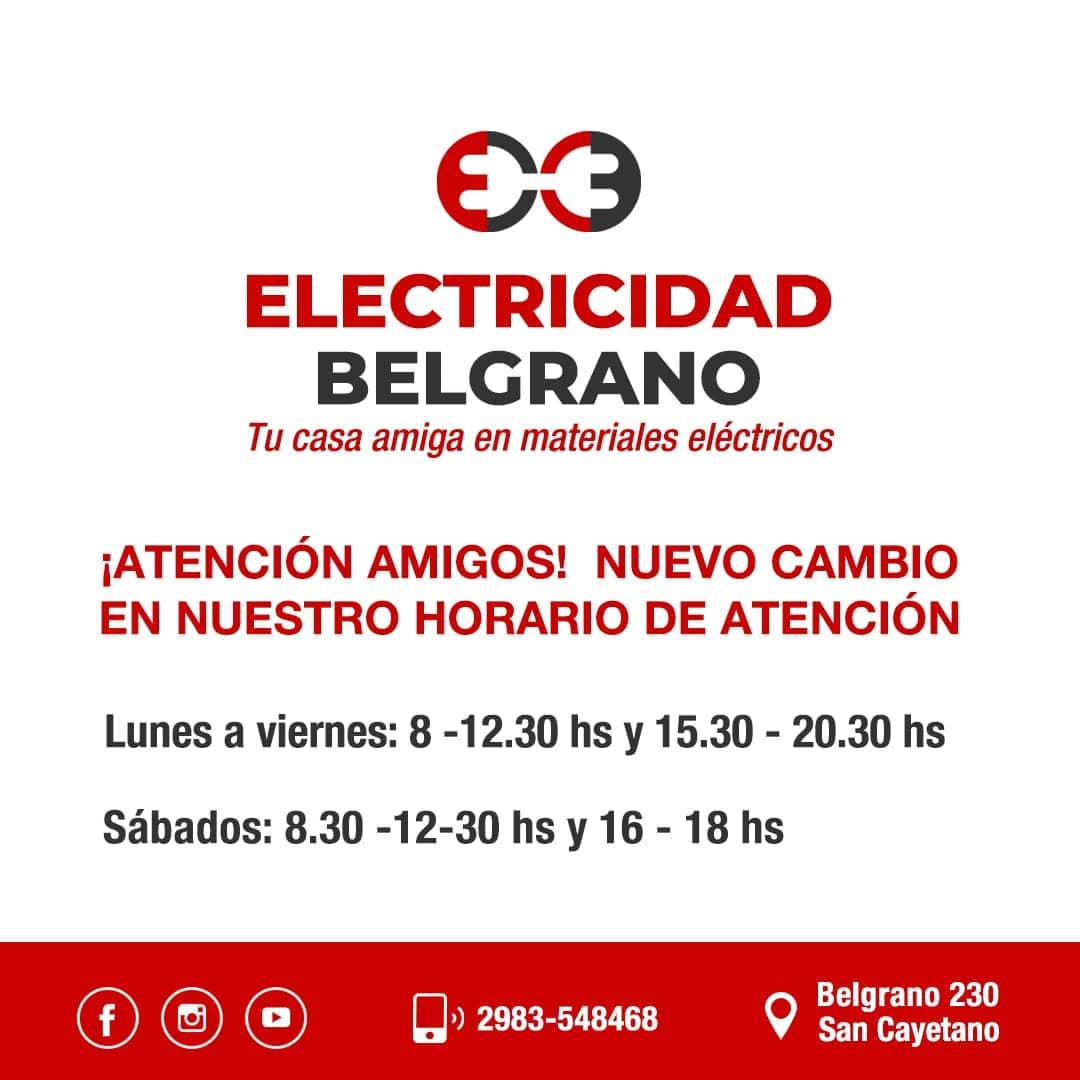 ELECTRICIDAD
BELGRANO
Tu casa amiga en materiales eléctricos
¡ATENCIÓN AMIGOS!  NUEVO CAMBIO
EN NUESTRO HORARIO DE ATENCIÓN
Lunes a viernes: 8 -12.30 hs y 15.30 - 20.30 hs
Sábados: 8.30 -12-30 hs y 16 - 18 hs
2983-548468
Belgrano 230
San Cayetano